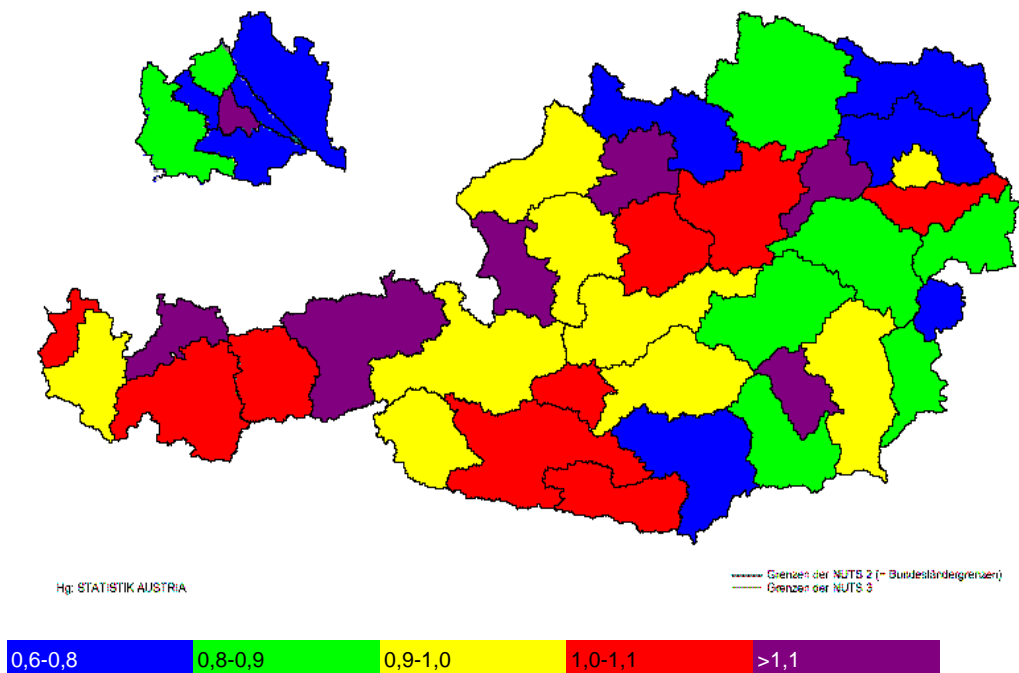 Hg: STATISTIK AUSTRIA
Grenzen der NUTS 2 (= Bundesländergrenzen)
Grenzen der NUTS 3
0,6-0,8 0,8-0,9 0,9-1,0 1,0-1,1 >1,1